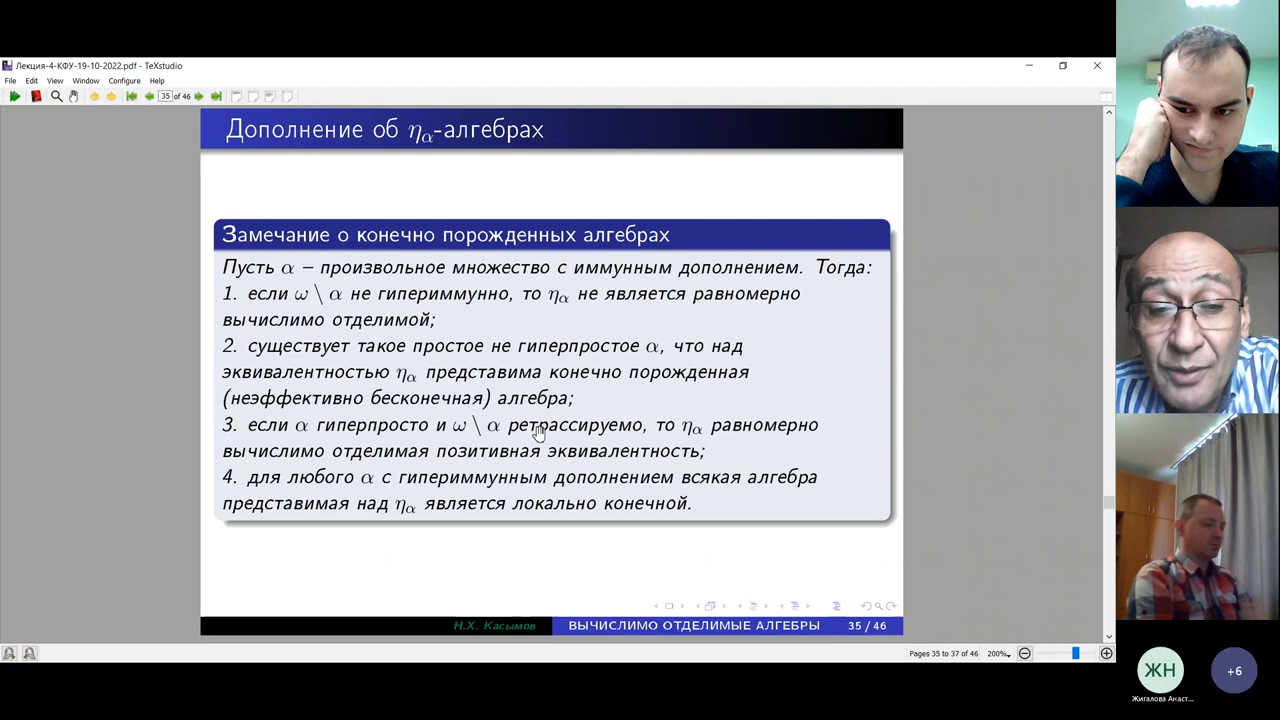 Лекция-4-КФУ-19-10-2022.pdf - TeXstudio
File Edit View Window Configure Help
35 of 46
Дополнение об ηα-алгебрах
Замечание о конечно порожденных алгебрах
Пусть α – произвольное множество с иммунным дополнением. Тогда:
1. если ω \ α не гипериммунно, то ηα не является равномерно
вычислимо отделимой;
2. существует такое простое не гиперпростое α, что над
эквивалентностью ηα представима конечно порожденная
(неэффективно бесконечная) алгебра;
3. если α гиперпросто и ω \ α ретрассируемо, то ηα равномерно
вычислимо отделимая позитивная эквивалентность;
4. для любого α с гипериммунным дополнением всякая алгебра
представимая над ηα является локально конечной.
Н.Х. Касымов ВЫЧИСЛИМО ОТДЕЛИМЫЕ АЛГЕБРЫ 35 / 46
Pages 35 to 37 of 46 200%
ЖН +6
Жигалова Анаст...